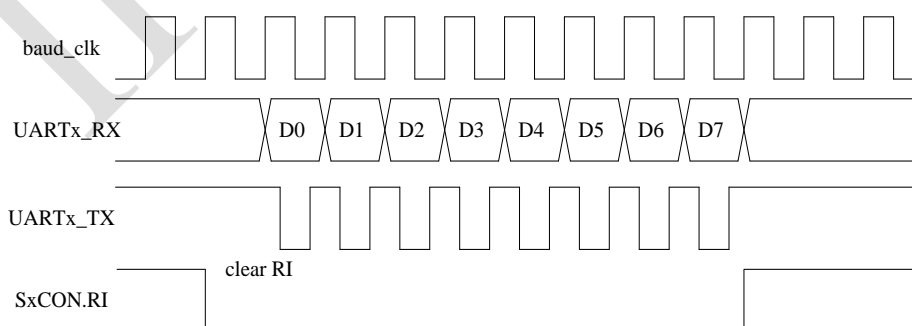 baud_clk
UARTx_RX
D0 D1 D2 D3 D4 D5 D6 D7
UARTx_TX
clear RI
SxCON.RI